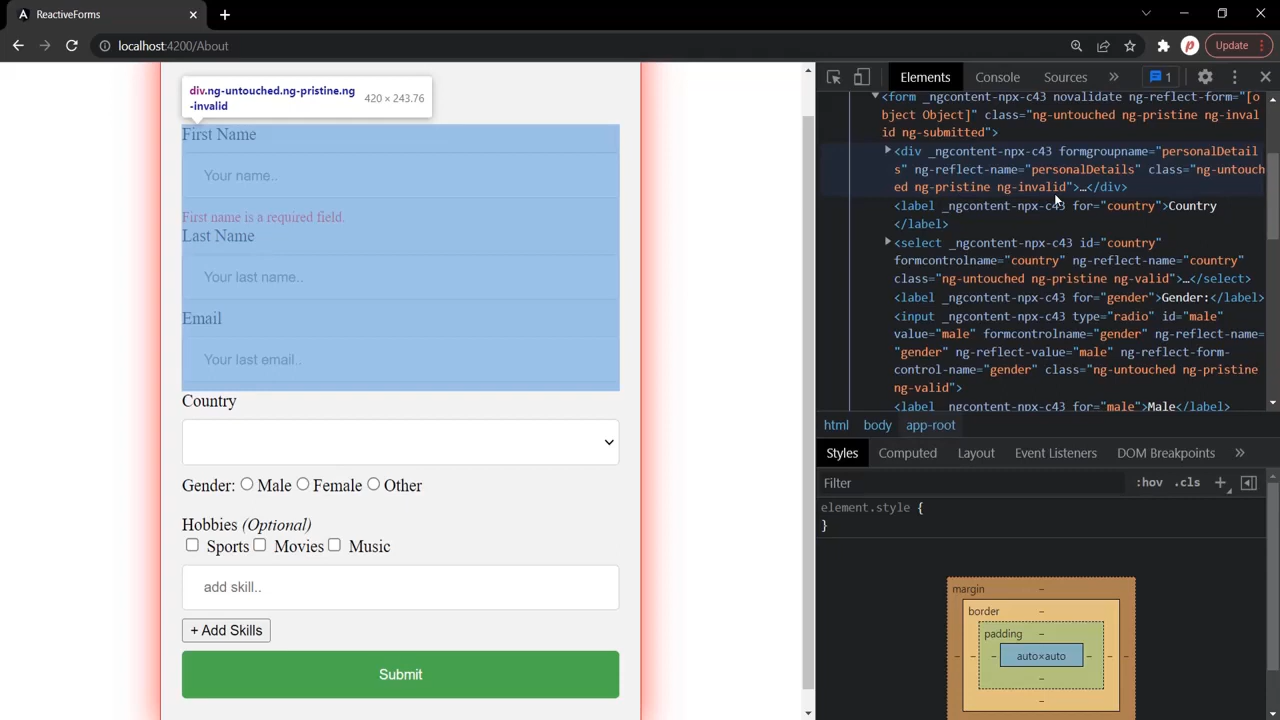 ReactiveForms
localhost:4200/About
Update
div.ng-untouched.ng-pristine.ng
-invalid
420 × 243.76
First Name
Your name..
First name is a required field.
Last Name
Your last name..
Email
Your last email..
Country
Gender: Male Female Other
Hobbies (Optional)
Sports Movies Music
add skill..
+ Add Skills
Submit
Elements Console Sources » 1
<form _ngcontent-npx-c43 novalidate ng-reflect-form="[o
bject Object]" class="ng-untouched ng-pristine ng-inval
id ng-submitted">
<div _ngcontent-npx-c43 formgroupname="personalDetail
s" ng-reflect-name="personalDetails" class="ng-untouch
ed ng-pristine ng-invalid">…</div>
<label _ngcontent-npx-c43 for="country">Country
</label>
<select _ngcontent-npx-c43 id="country"
formcontrolname="country" ng-reflect-name="country"
class="ng-untouched ng-pristine ng-valid">…</select>
<label _ngcontent-npx-c43 for="gender">Gender:</label>
<input _ngcontent-npx-c43 type="radio" id="male"
value="male" formcontrolname="gender" ng-reflect-name=
"gender" ng-reflect-value="male" ng-reflect-form-
control-name="gender" class="ng-untouched ng-pristine
ng-valid">
<label _ngcontent-npx-c43 for="male">Male</label>
html body app-root
Styles Computed Layout Event Listeners DOM Breakpoints »
Filter
:hov .cls +
element.style {
}
margin –
border –
padding –
– – – auto×auto – – –
–
–
–